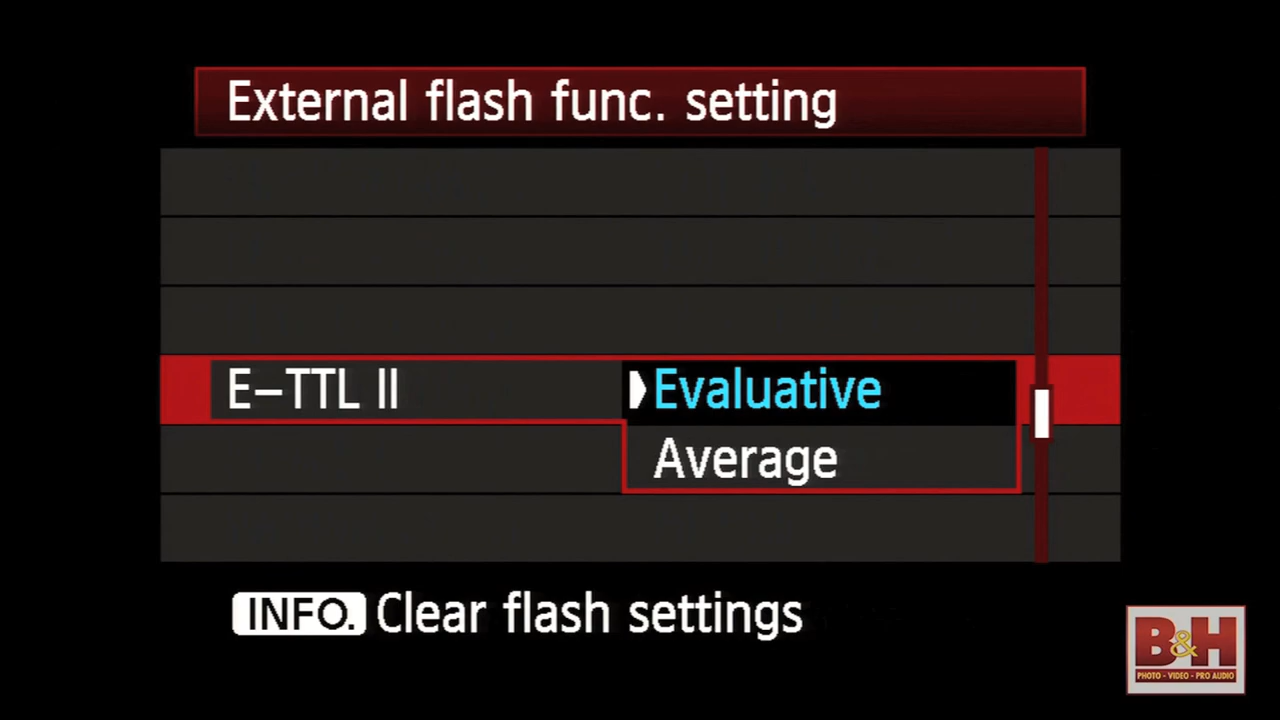 External flash func. setting
E-TTL II
Evaluative
Average
INFO. Clear flash settings
B&H
PHOTO - VIDEO - PRO AUDIO